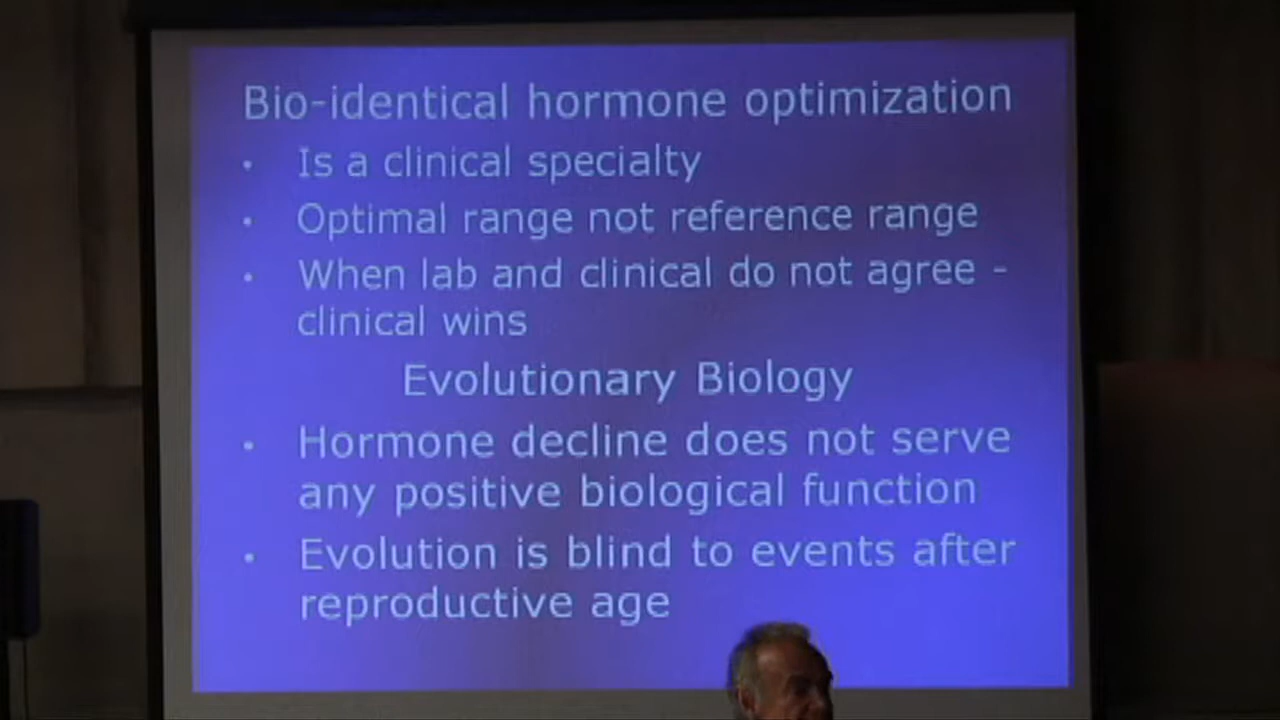 Bio-identical hormone optimization
• Is a clinical specialty
• Optimal range not reference range
• When lab and clinical do not agree -
clinical wins
Evolutionary Biology
• Hormone decline does not serve
any positive biological function
• Evolution is blind to events after
reproductive age